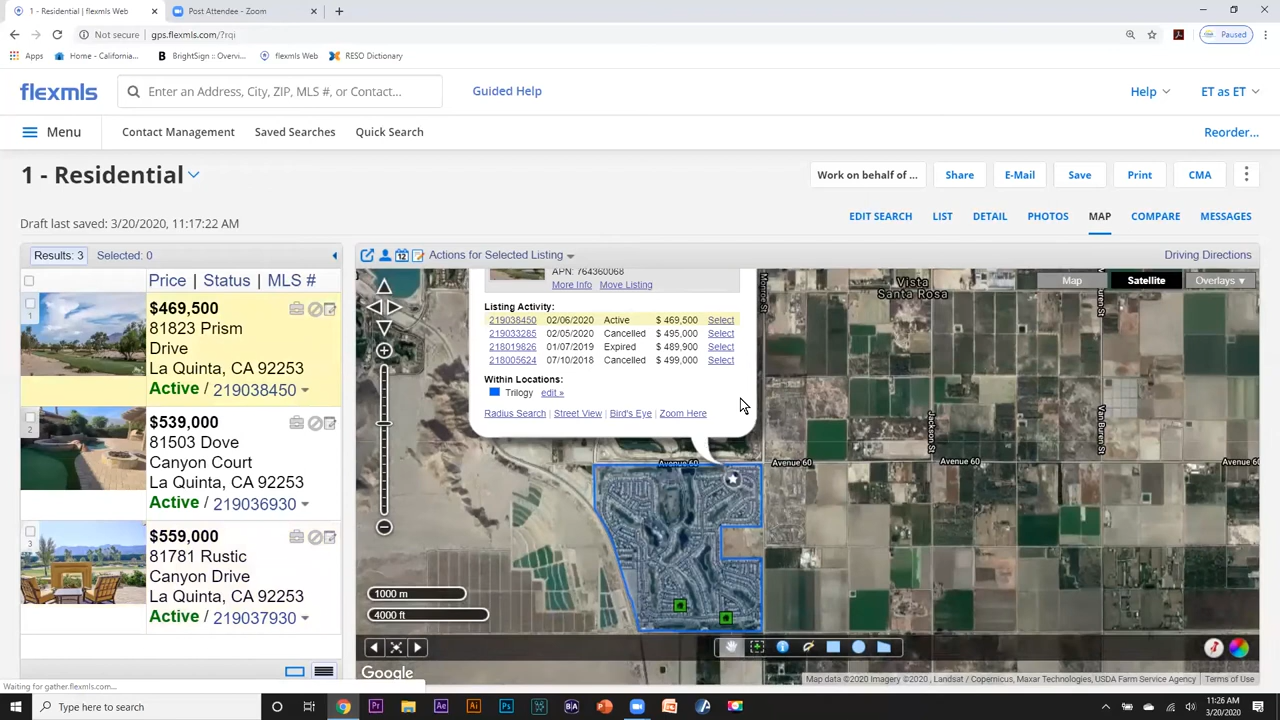 1 - Residential | flexmls Web
Post Attendee - Zoom
Not secure | gps.flexmls.com/?rqi
Paused
Apps
Home - California...
BrightSign :: Overvi...
flexmls Web
RESO Dictionary
flexmls
Enter an Address, City, ZIP, MLS #, or Contact...
Guided Help
Help
ET as ET
Menu
Contact Management
Saved Searches
Quick Search
Reorder...
1 - Residential
Work on behalf of ...
Share
E-Mail
Save
Print
CMA
Draft last saved: 3/20/2020, 11:17:22 AM
EDIT SEARCH
LIST
DETAIL
PHOTOS
MAP
COMPARE
MESSAGES
Results: 3
Selected: 0
Actions for Selected Listing
Driving Directions
Price | Status | MLS #
1
$469,500
81823 Prism
Drive
La Quinta, CA 92253
Active / 219038450
2
$539,000
81503 Dove
Canyon Court
La Quinta, CA 92253
Active / 219036930
3
$559,000
81781 Rustic
Canyon Drive
La Quinta, CA 92253
Active / 219037930
APN: 764360068
More Info | Move Listing
Listing Activity:
219038450 02/06/2020 Active $ 469,500 Select
219033285 02/05/2020 Cancelled $ 495,000 Select
218019826 01/07/2019 Expired $ 489,900 Select
218005624 07/10/2018 Cancelled $ 499,000 Select
Within Locations:
Trilogy edit »
Radius Search | Street View | Bird's Eye | Zoom Here
Monroe St
Vista
Santa Rosa
Map
Satellite
Overlays ▼
Jackson St
Van Buren St
Avenue 60
Avenue 60
Avenue 60
Avenue 6
1000 m
4000 ft
Google
Map data ©2020 Imagery ©2020 , Landsat / Copernicus, Maxar Technologies, USDA Farm Service Agency
Terms of Use
Waiting for gather.flexmls.com...
Type here to search
11:26 AM
3/20/2020